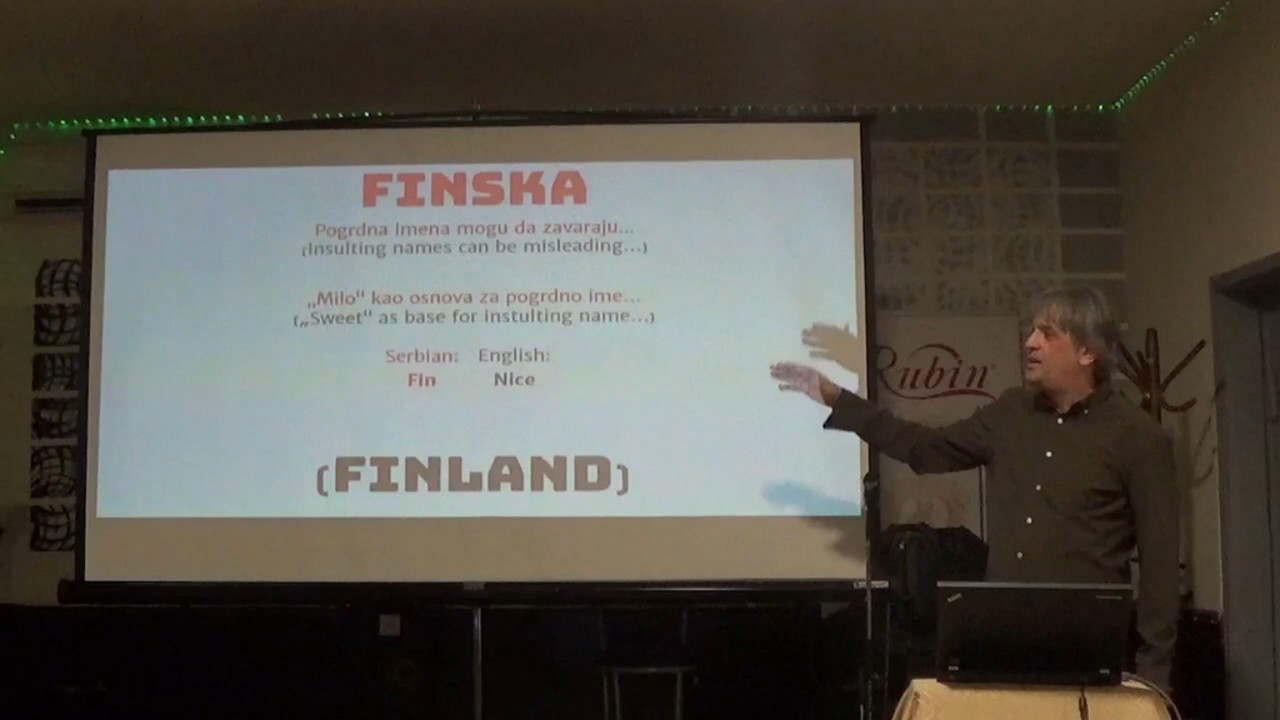 FINSKA
Pogrdna imena mogu da zavaraju...
(Insulting names can be misleading...)
„Milo“ kao osnova za pogrdno ime...
(„Sweet“ as base for instulting name...)
Serbian: English:
Fin Nice
(FINLAND)
Rubin